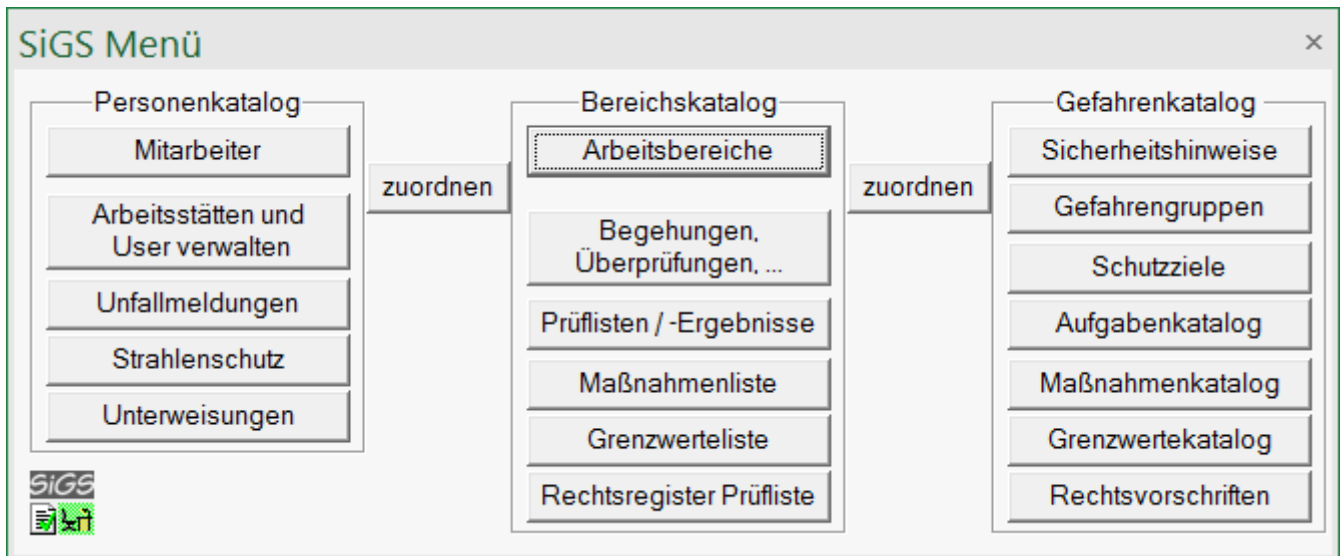 SiGS Menü
Personenkatalog
Mitarbeiter
Arbeitsstätten und
User verwalten
Unfallmeldungen
Strahlenschutz
Unterweisungen
zuordnen
Bereichskatalog
Arbeitsbereiche
Begehungen,
Überprüfungen, ...
Prüflisten / -Ergebnisse
Maßnahmenliste
Grenzwerteliste
Rechtsregister Prüfliste
zuordnen
Gefahrenkatalog
Sicherheitshinweise
Gefahrengruppen
Schutzziele
Aufgabenkatalog
Maßnahmenkatalog
Grenzwertekatalog
Rechtsvorschriften
SiGS